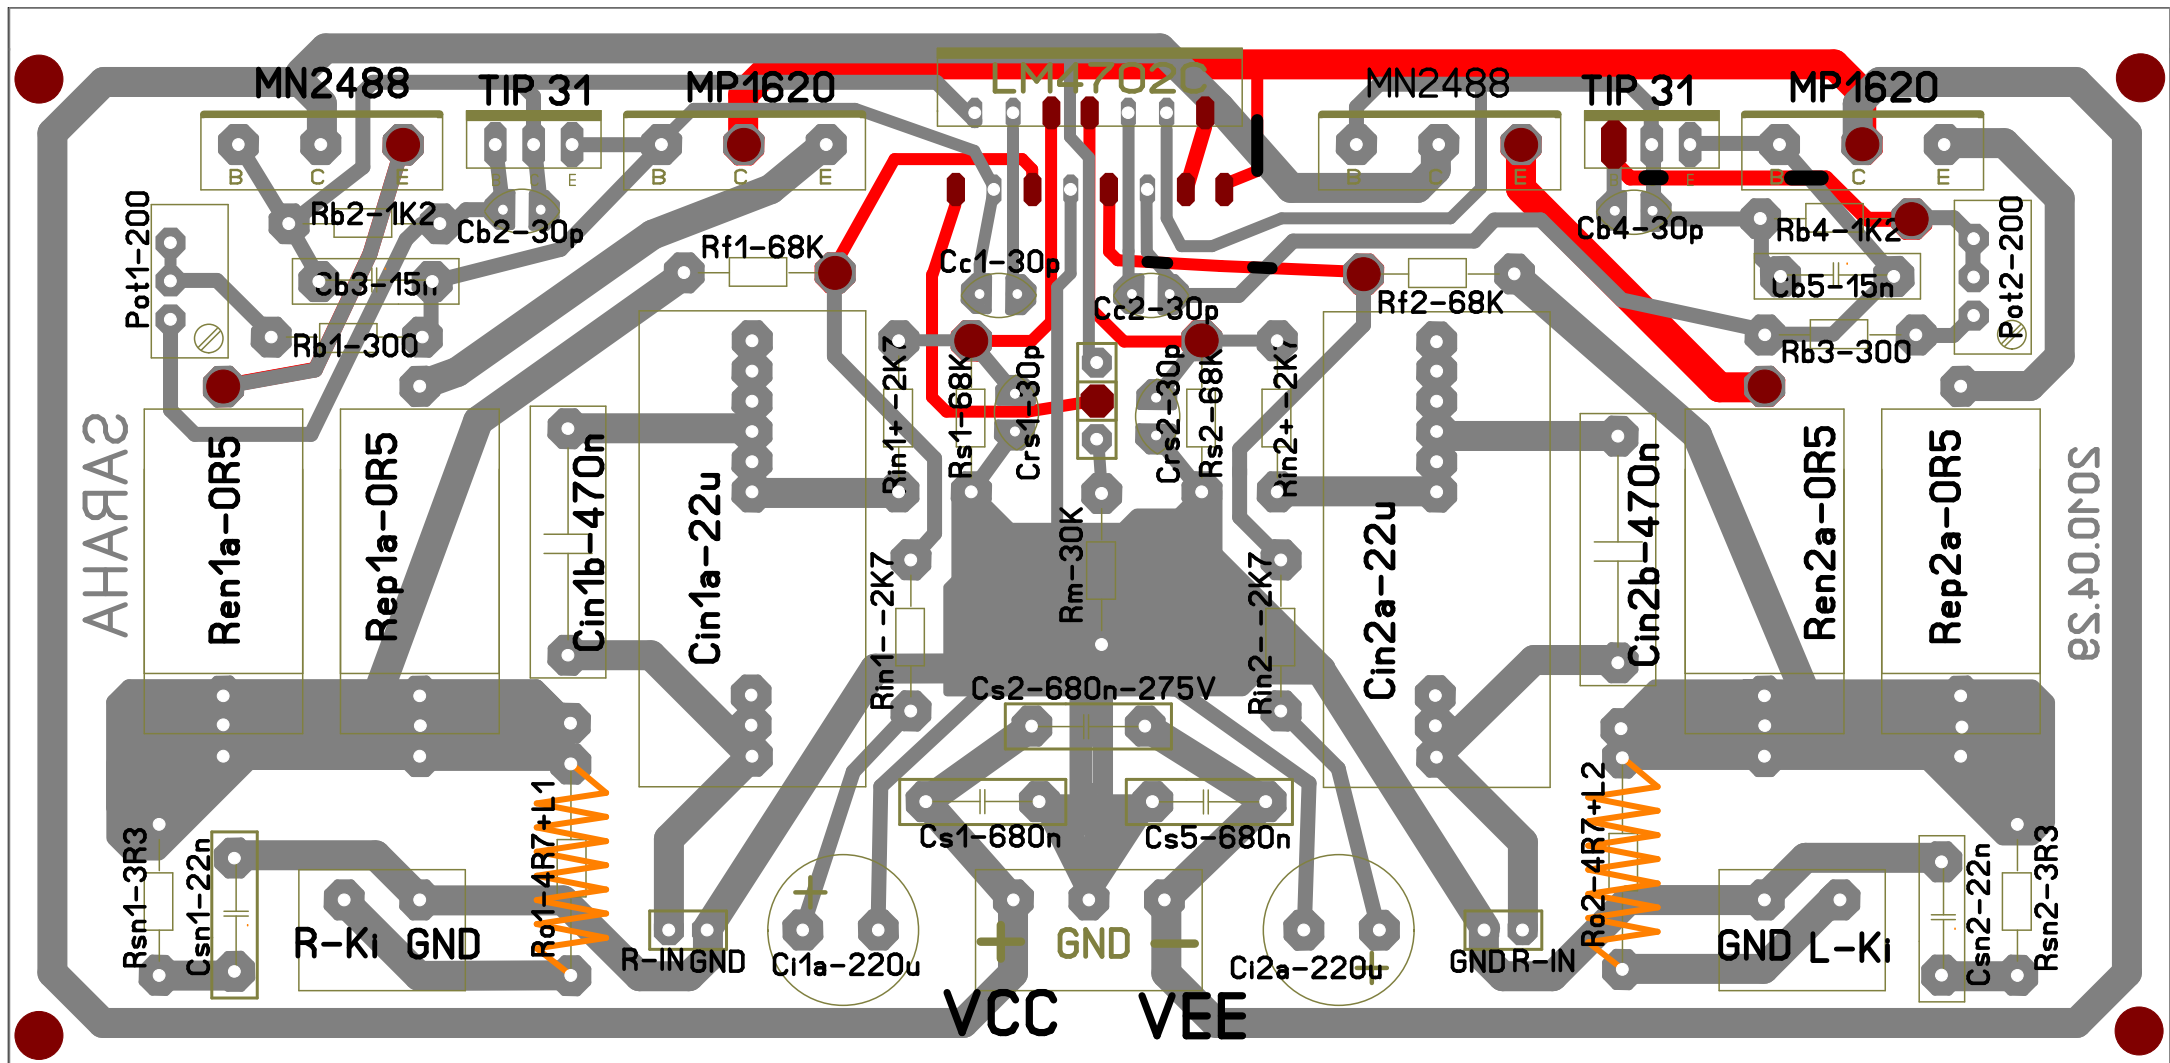 MN2488
TIP 31
MP1620
LM4702C
MN2488
TIP 31
MP1620
B C E
B C E
B C E
B C E
Pot1-200
Rb2-1K2
Cb2-30p
Rf1-68K
Cc1-30p
Cb3-15n
Rb1-300
Cc2-30p
Rf2-68K
Cb4-30p
Rb4-1K2
Cb5-15n
Rb3-300
Pot2-200
SARAHA
Ren1a-0R5
Rep1a-0R5
Cin1b-470n
Cin1a-22u
Rin1+-2K7
Rs1-68K
Crs1-30p
Crs2-30p
Rs2-68K
Rin2+-2K7
Rm-30K
Rin1--2K7
Rin2--2K7
Cin2a-22u
Cin2b-470n
Ren2a-0R5
Rep2a-0R5
2010.04.29
Cs2-680n-275V
Cs1-680n
Cs5-680n
Rsn1-3R3
Csn1-22n
R-Ki
GND
Ro1-4R7+L1
R-IN
GND
+
Ci1a-220u
+ GND -
VCC
VEE
Ci2a-220u
+
GND
R-IN
Ro2-4R7+L2
GND
L-Ki
Csn2-22n
Rsn2-3R3